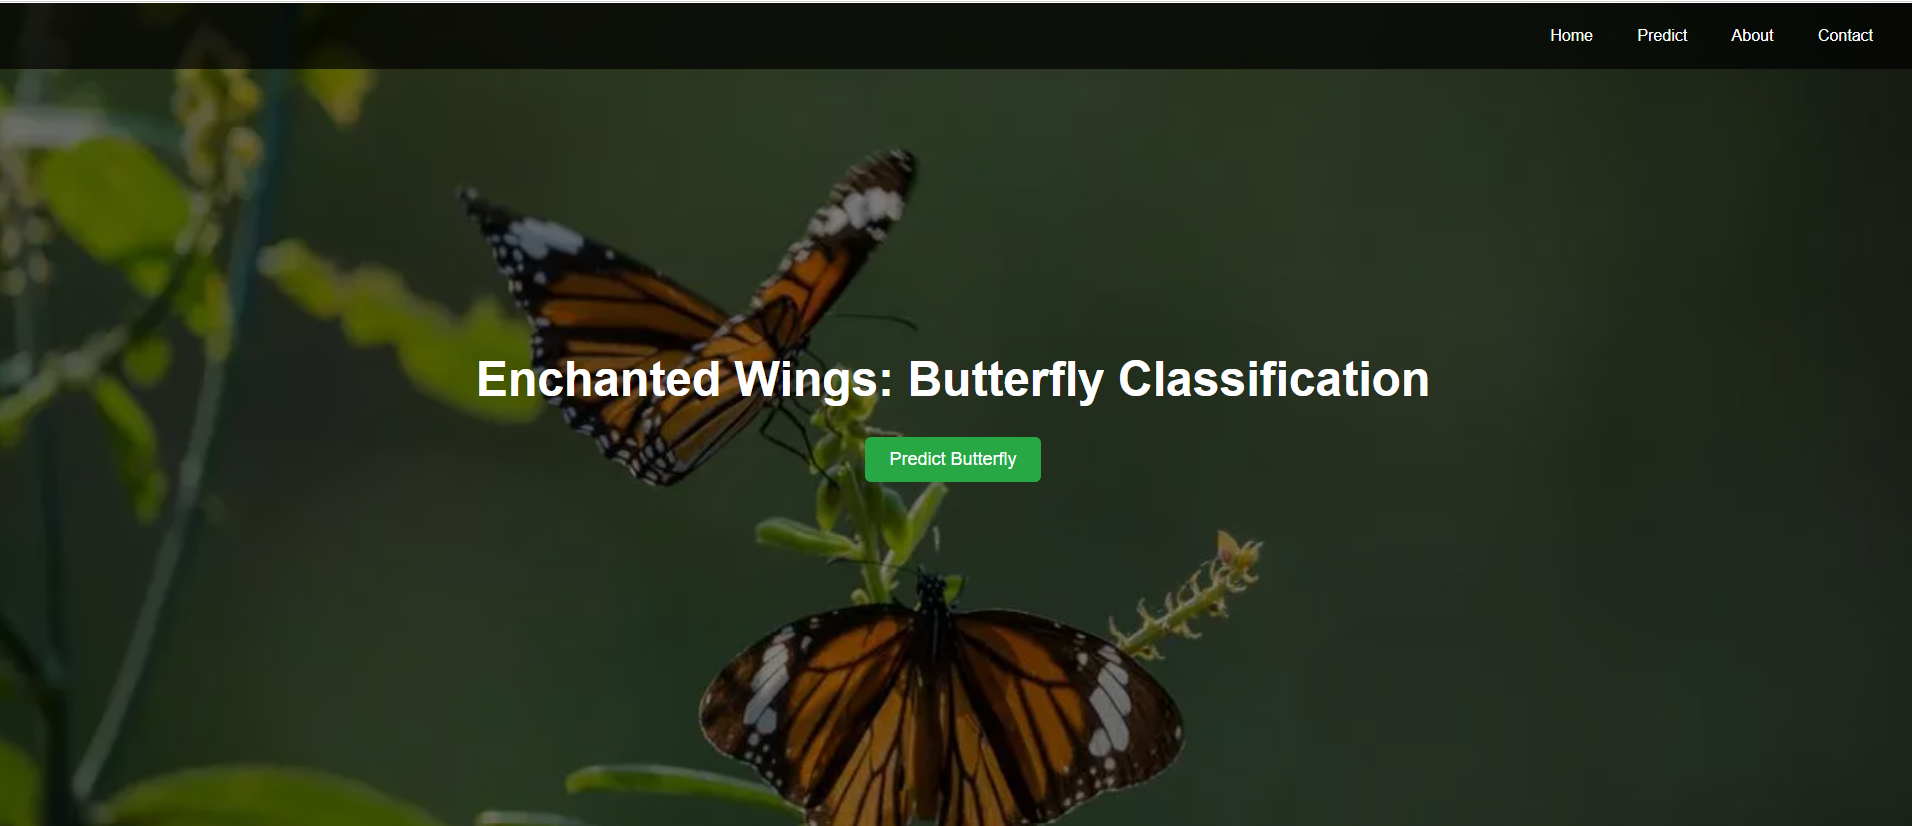 Home Predict About Contact
Enchanted Wings: Butterfly Classification
Predict Butterfly